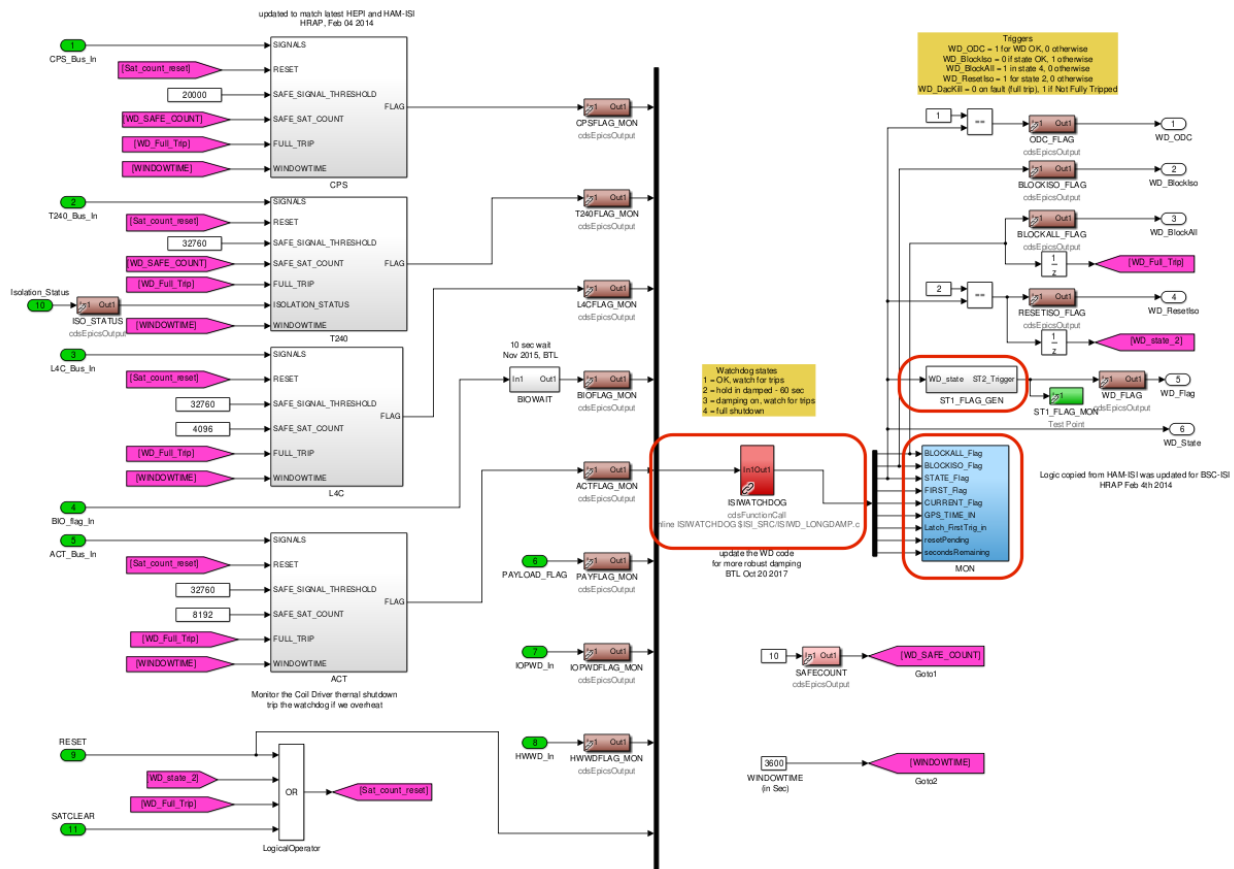 updated to match latest HEPI and HAM-ISI
HRAP, Feb 04 2014
1
CPS_Bus_In
[Sat_count_reset]
20000
[WD_SAFE_COUNT]
[WD_Full_Trip]
[WINDOWTIME]
SIGNALS
RESET
SAFE_SIGNAL_THRESHOLD
SAFE_SAT_COUNT
FULL_TRIP
WINDOWTIME
FLAG
CPS
2
T240_Bus_In
[Sat_count_reset]
32760
[WD_SAFE_COUNT]
[WD_Full_Trip]
Isolation_Status
10
Out1
ISO_STATUS
cdsEpicsOutput
[WINDOWTIME]
SIGNALS
RESET
SAFE_SIGNAL_THRESHOLD
SAFE_SAT_COUNT
FULL_TRIP
ISOLATION_STATUS
WINDOWTIME
FLAG
T240
3
L4C_Bus_In
[Sat_count_reset]
32760
4096
[WD_Full_Trip]
[WINDOWTIME]
SIGNALS
RESET
SAFE_SIGNAL_THRESHOLD
SAFE_SAT_COUNT
FULL_TRIP
WINDOWTIME
FLAG
L4C
4
BIO_flag_In
5
ACT_Bus_In
[Sat_count_reset]
32760
8192
[WD_Full_Trip]
[WINDOWTIME]
SIGNALS
RESET
SAFE_SIGNAL_THRESHOLD
SAFE_SAT_COUNT
FULL_TRIP
WINDOWTIME
FLAG
ACT
Monitor the Coil Driver thermal shutdown
trip the watchdog if we overheat
RESET
9
[WD_state_2]
[WD_Full_Trip]
SATCLEAR
11
OR
LogicalOperator
[Sat_count_reset]
Out1
CPSFLAG_MON
cdsEpicsOutput
Out1
T240FLAG_MON
cdsEpicsOutput
Out1
L4CFLAG_MON
cdsEpicsOutput
10 sec wait
Nov 2015, BTL
In1 Out1
BIOWAIT
Out1
BIOFLAG_MON
cdsEpicsOutput
Out1
ACTFLAG_MON
cdsEpicsOutput
6
PAYLOAD_FLAG
Out1
PAYFLAG_MON
cdsEpicsOutput
7
IOPWD_In
Out1
IOPWDFLAG_MON
cdsEpicsOutput
8
HWWD_In
Out1
HWWDFLAG_MON
cdsEpicsOutput
Watchdog states
1 = OK, watch for trips
2 = hold in damped - 60 sec
3 = damping on, watch for trips
4 = full shutdown
In1Out1
ISIWATCHDOG
cdsFunctionCall
nline ISIWATCHDOG $ISI_SRC/ISIWD_LONGDAMP.c
update the WD code
for more robust damping
BTL Oct 20 2017
Triggers
WD_ODC = 1 for WD OK, 0 otherwise
WD_BlockIso = 0 if state OK, 1 otherwise
WD_BlockAll = 1 in state 4, 0 otherwise
WD_ResetIso = 1 for state 2, 0 otherwise
WD_DacKill = 0 on fault (full trip), 1 if Not Fully Tripped
1
==
Out1
ODC_FLAG
cdsEpicsOutput
1
WD_ODC
Out1
BLOCKISO_FLAG
cdsEpicsOutput
2
WD_BlockIso
Out1
BLOCKALL_FLAG
cdsEpicsOutput
3
WD_BlockAll
1
z
[WD_Full_Trip]
2
==
Out1
RESETISO_FLAG
cdsEpicsOutput
4
WD_ResetIso
1
z
[WD_state_2]
WD_state ST2_Trigger
ST1_FLAG_GEN
ST1_FLAG_MON
Test Point
Out1
WD_FLAG
cdsEpicsOutput
5
WD_Flag
6
WD_State
BLOCKALL_Flag
BLOCKISO_Flag
STATE_Flag
FIRST_Flag
CURRENT_Flag
GPS_TIME_IN
Latch_FirstTrig_in
resetPending
secondsRemaining
MON
Logic copied from HAM-ISI was updated for BSC-ISI
HRAP Feb 4th 2014
10
In1 Out1
SAFECOUNT
cdsEpicsOutput
[WD_SAFE_COUNT]
Goto1
3600
WINDOWTIME
(in Sec)
[WINDOWTIME]
Goto2